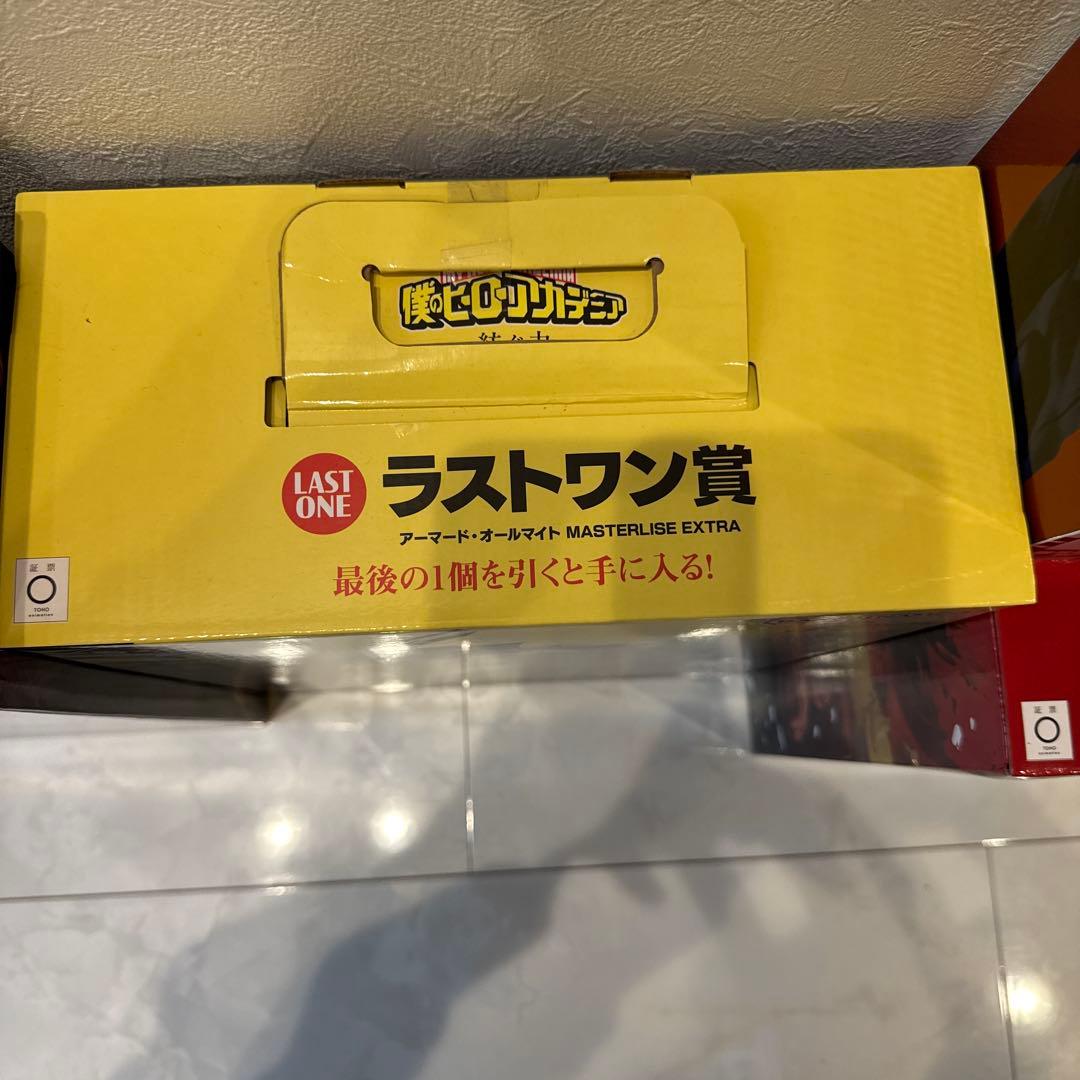 僕のヒーローアカデミア
LAST
ONE
ラストワン賞
アーマード・オールマイト MASTERLISE EXTRA
最後の1個を引くと手に入る!
証票
TOHO
animation
証票
TOHO
animation